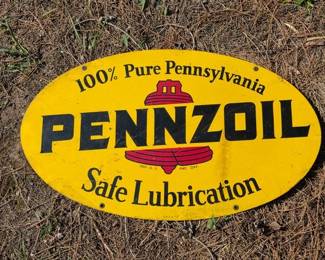 100% Pure Pennsylvania
PENNZOIL
Safe Lubrication